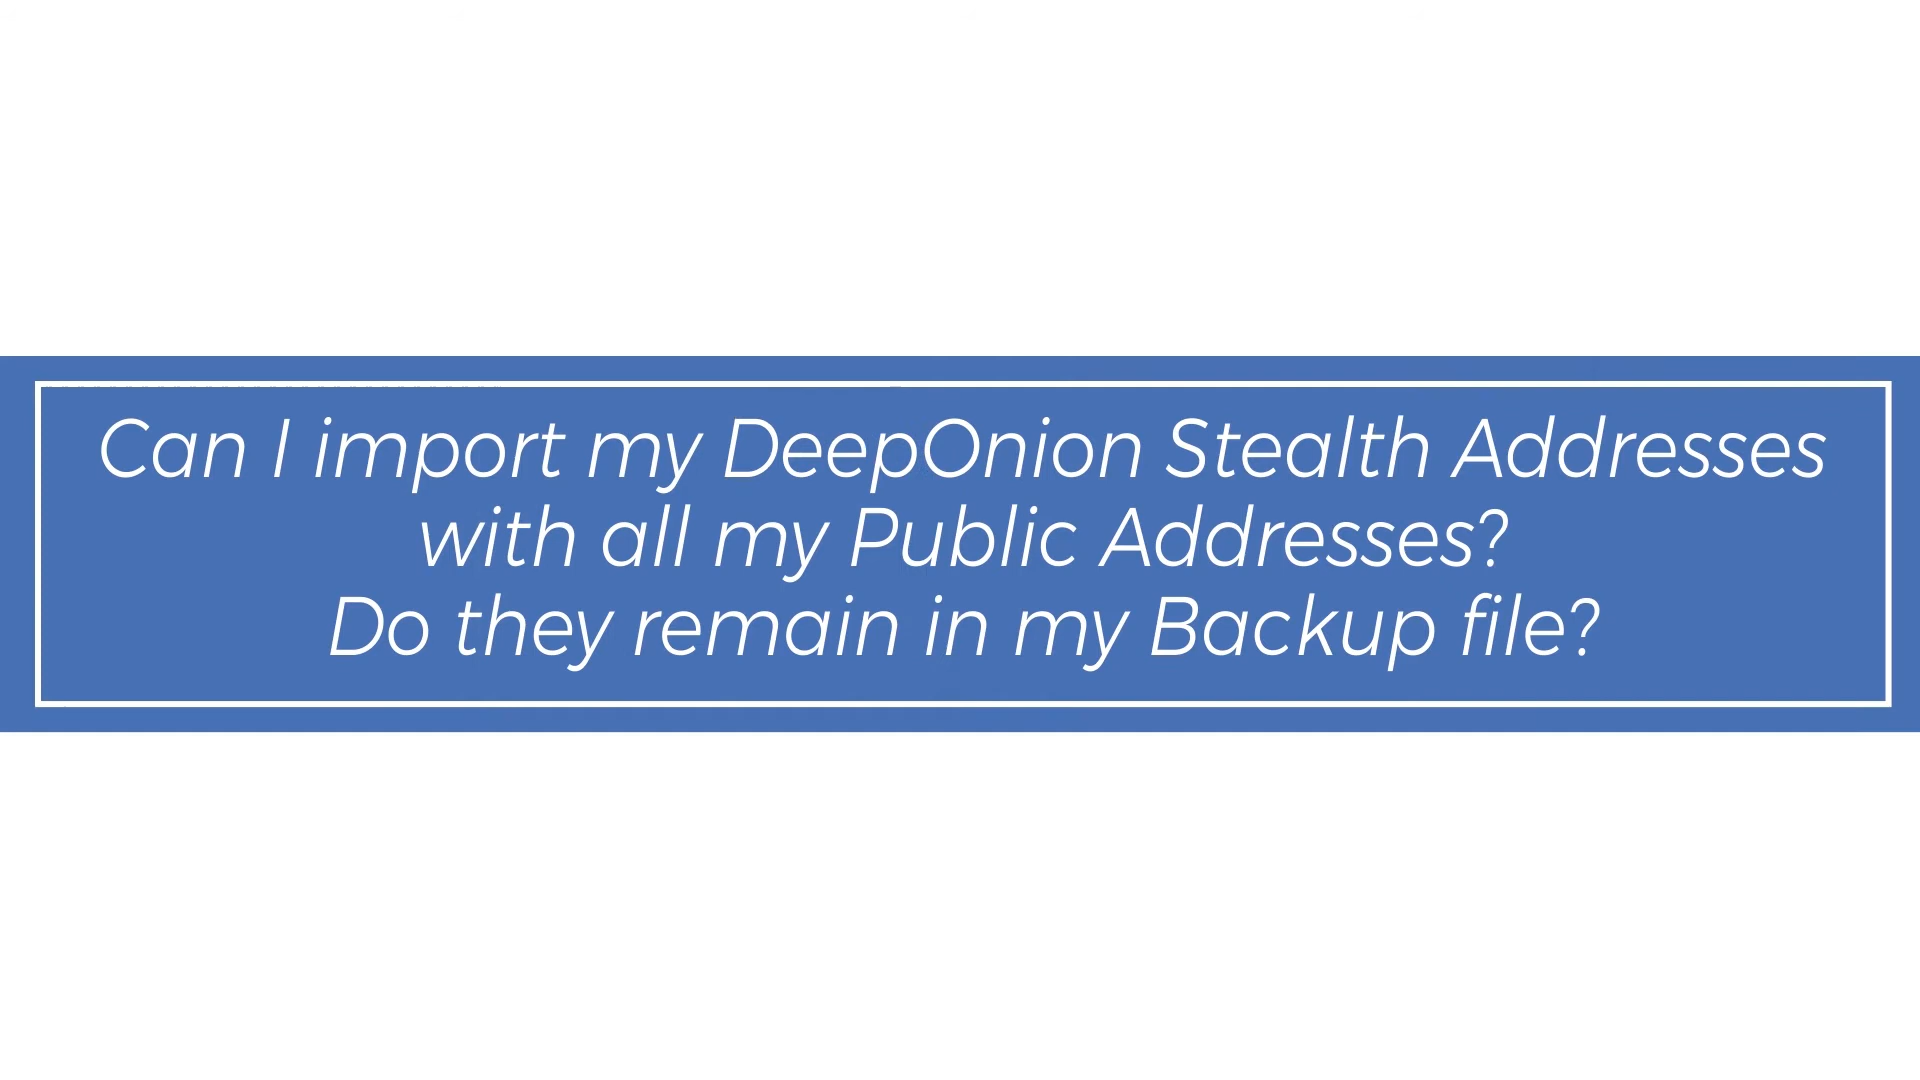 Can I import my DeepOnion Stealth Addresses
with all my Public Addresses?
Do they remain in my Backup file?